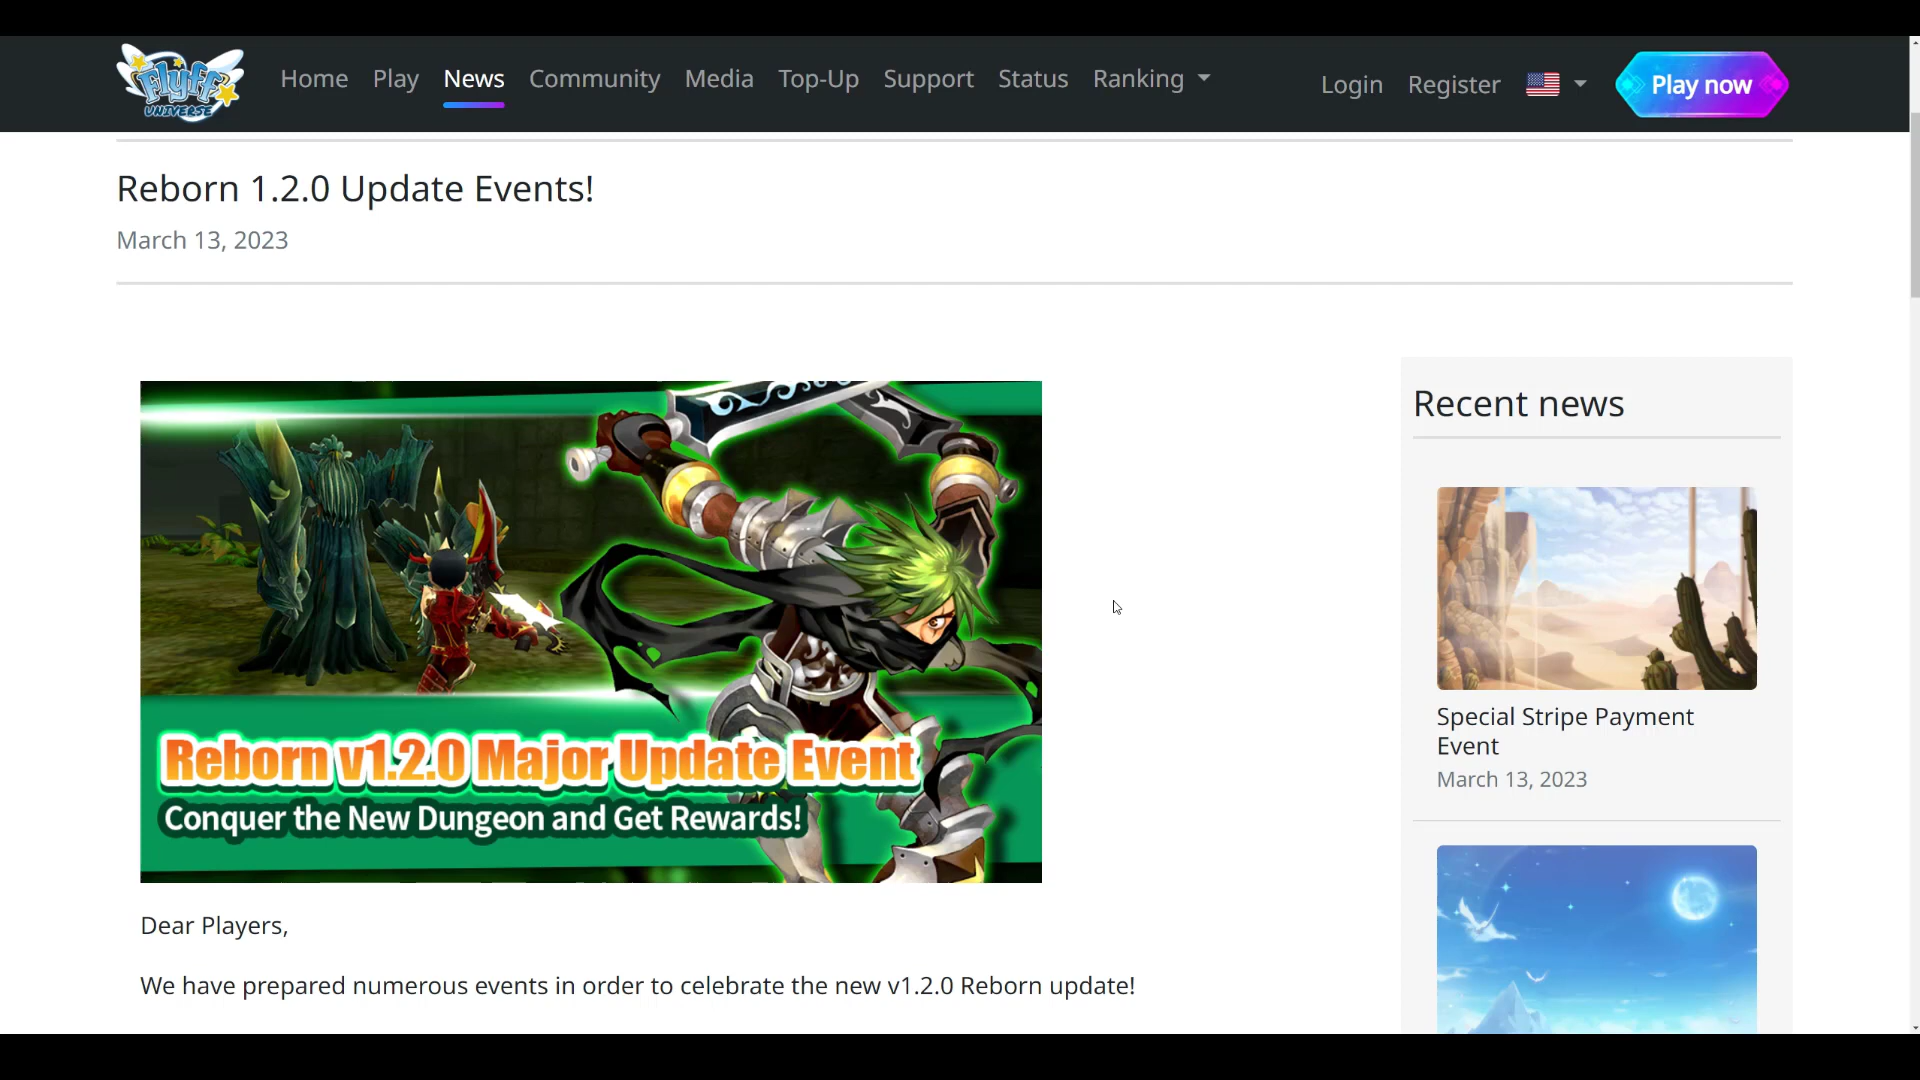 Flyff
UNIVERSE
Home Play News Community Media Top-Up Support Status Ranking Login Register Play now
Reborn 1.2.0 Update Events!
March 13, 2023
Recent news
Reborn v1.2.0 Major Update Event
Conquer the New Dungeon and Get Rewards!
Special Stripe Payment
Event
March 13, 2023
Dear Players,
We have prepared numerous events in order to celebrate the new v1.2.0 Reborn update!